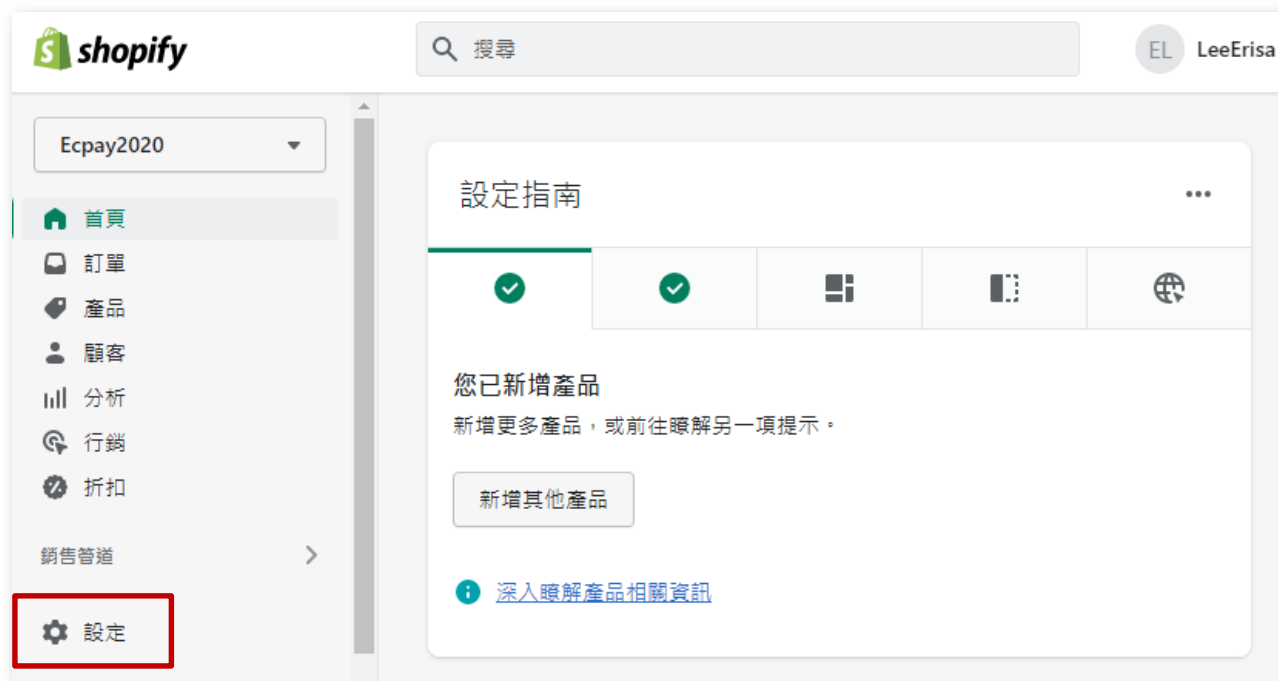 shopify
搜尋
EL LeeErisa
Ecpay2020
首頁
訂單
產品
顧客
分析
行銷
折扣
銷售管道
設定
設定指南
您已新增產品
新增更多產品，或前往瞭解另一項提示。
新增其他產品
深入瞭解產品相關資訊